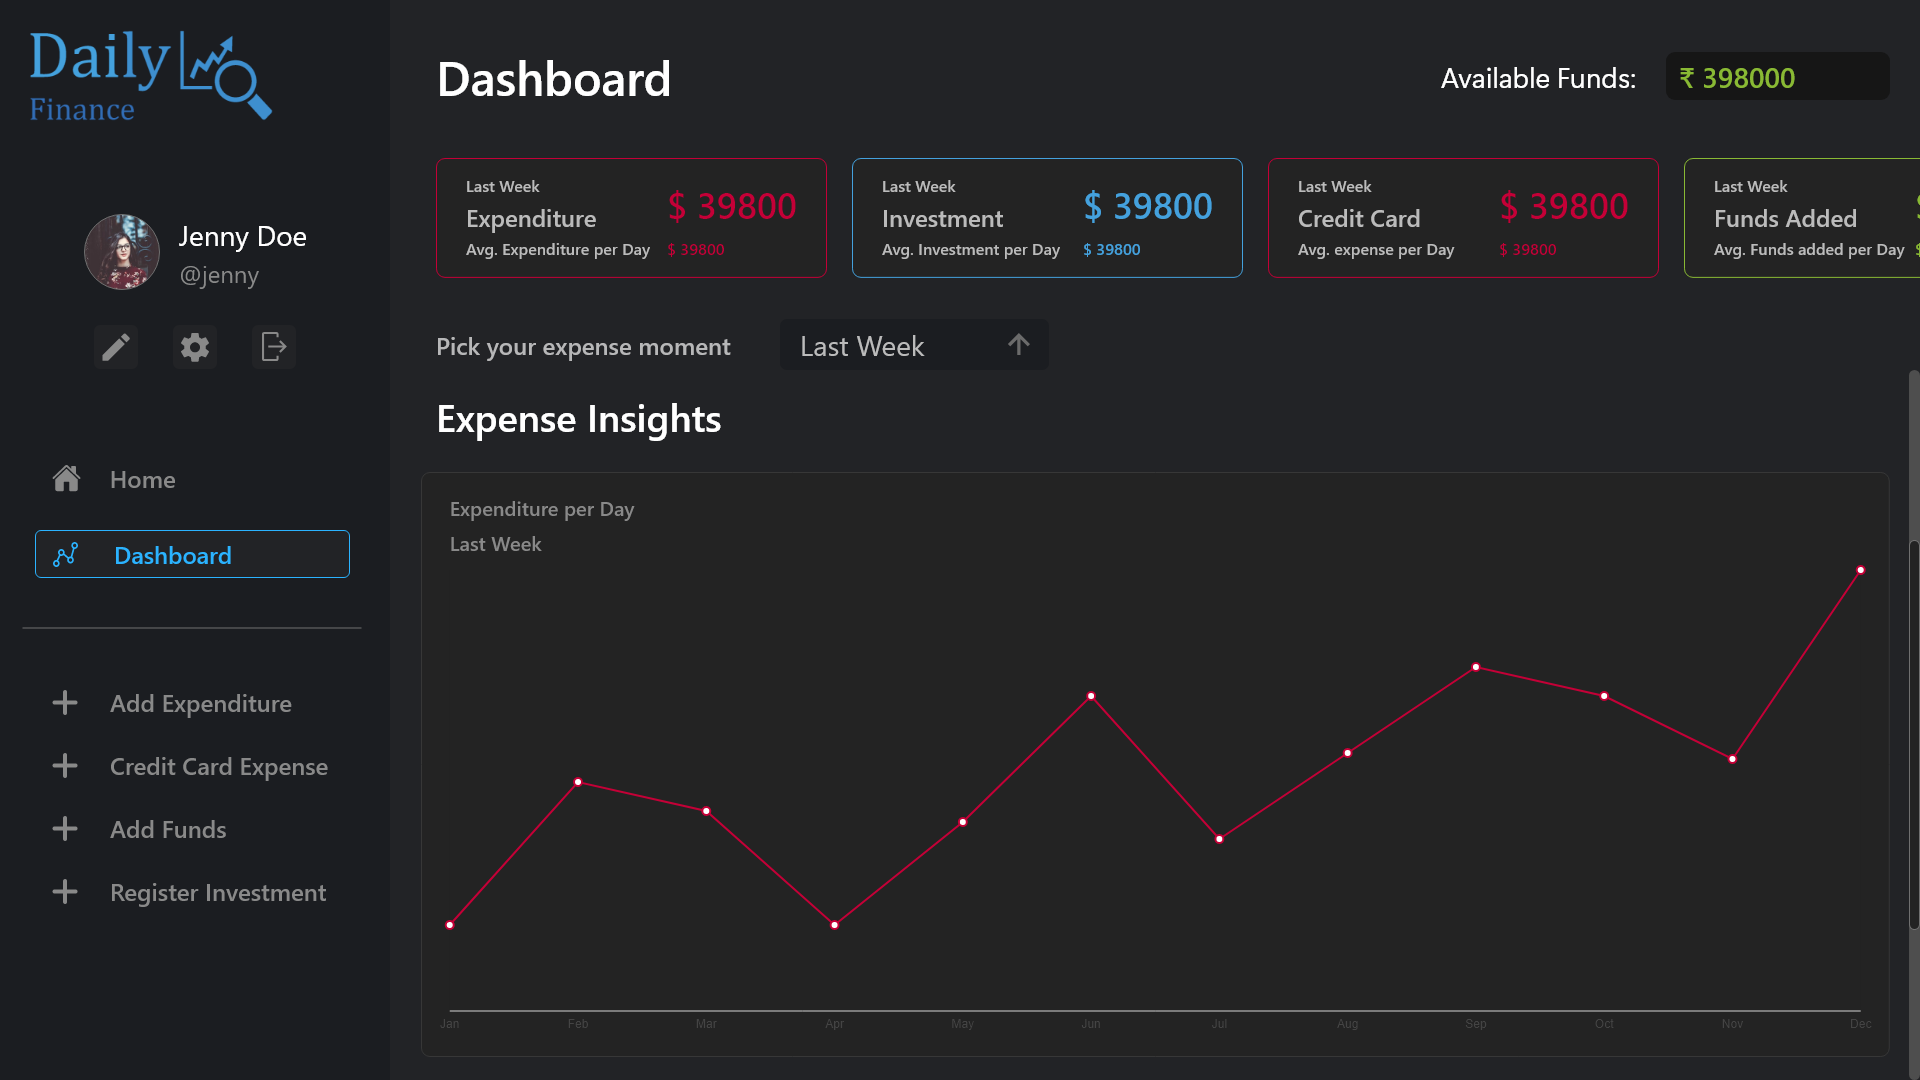 Daily
Finance
Jenny Doe
@jenny
Home
Dashboard
Add Expenditure
Credit Card Expense
Add Funds
Register Investment
Dashboard
Available Funds:
₹ 398000
Last Week
Expenditure
$ 39800
Avg. Expenditure per Day
$ 39800
Last Week
Investment
$ 39800
Avg. Investment per Day
$ 39800
Last Week
Credit Card
$ 39800
Avg. expense per Day
$ 39800
Last Week
Funds Added
Avg. Funds added per Day
Pick your expense moment
Last Week
Expense Insights
Expenditure per Day
Last Week
Jan Feb Mar Apr May Jun Jul Aug Sep Oct Nov Dec